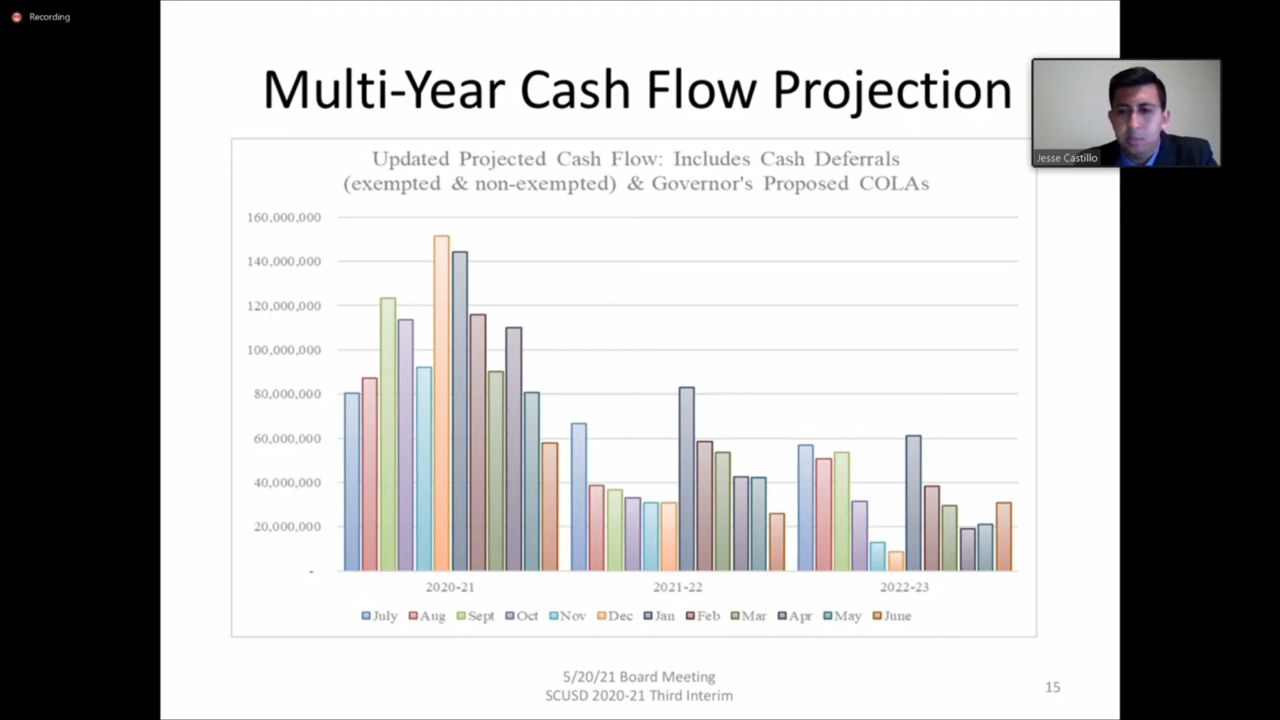 Recording
Multi-Year Cash Flow Projection
Jesse Castillo
Updated Projected Cash Flow: Includes Cash Deferrals
(exempted & non-exempted) & Governor's Proposed COLAs
160,000,000
140,000,000
120,000,000
100,000,000
80,000,000
60,000,000
40,000,000
20,000,000
-
2020-21 2021-22 2022-23
July Aug Sept Oct Nov Dec Jan Feb Mar Apr May June
5/20/21 Board Meeting
SCUSD 2020-21 Third Interim
15